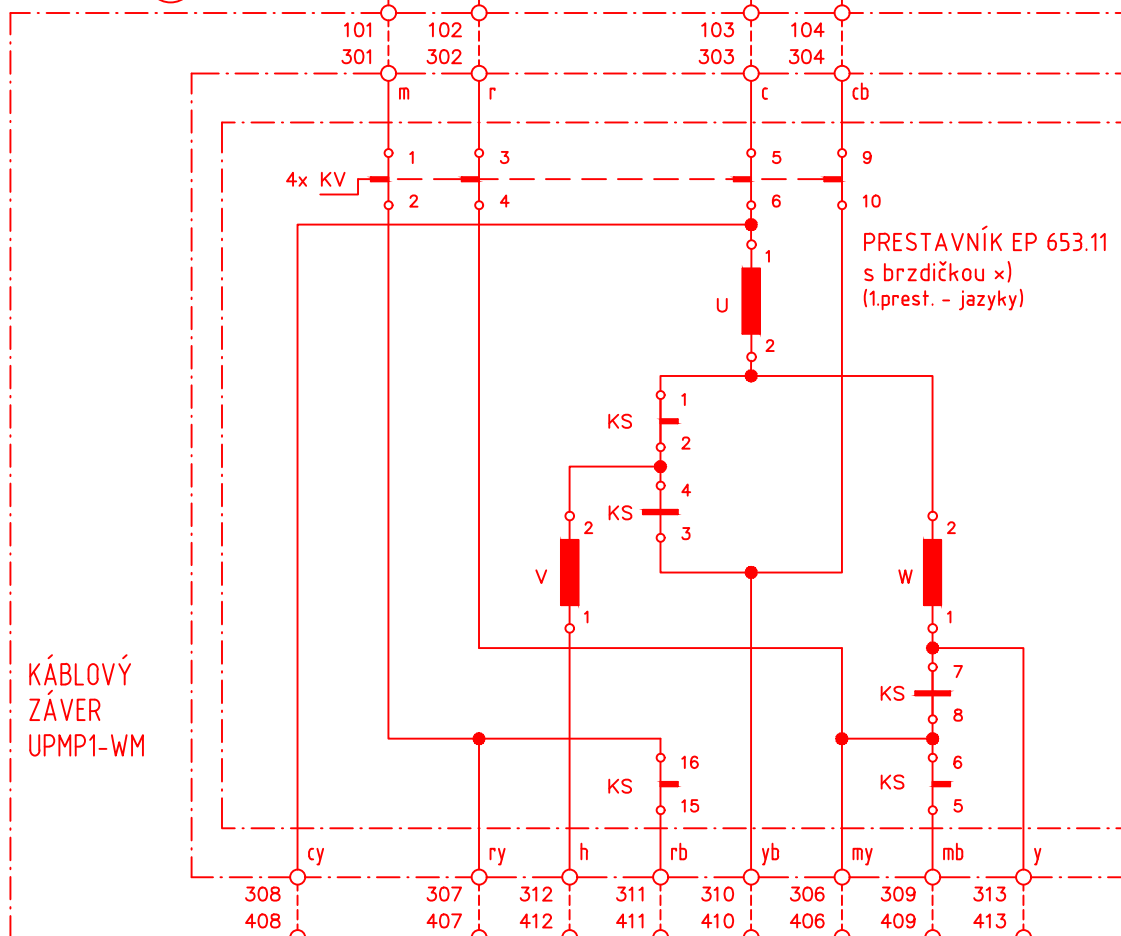 101 102 103 104
301 302 303 304
m r c cb
1 3 5 9
4x KV
2 4 6 10
PRESTAVNÍK EP 653.11
s brzdičkou x)
(1.prest. - jazyky)
1
U
2
1
KS
2
4
KS
3
2
V
1
2
W
1
KÁBLOVÝ
ZÁVER
UPMP1-WM
7
KS
8
16
KS
15
6
KS
5
cy ry h rb yb my mb y
308 307 312 311 310 306 309 313
408 407 412 411 410 406 409 413